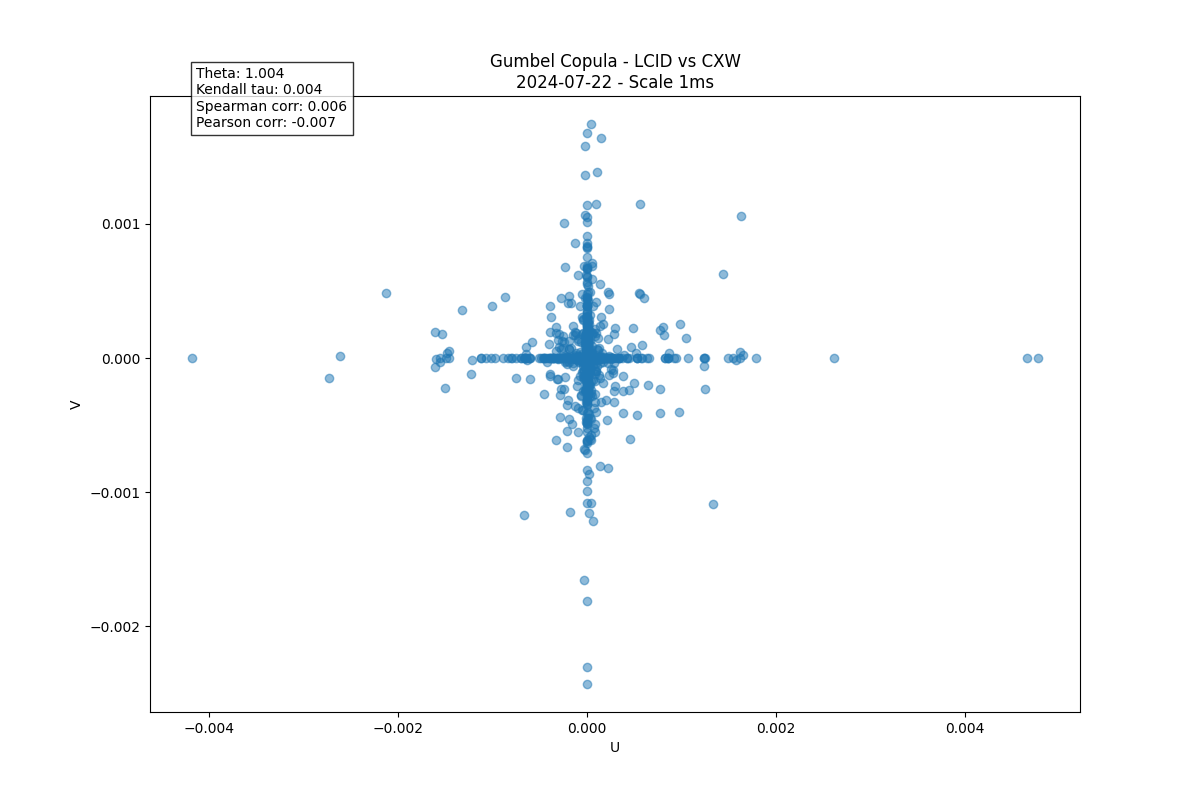 Gumbel Copula - LCID vs CXW
2024-07-22 - Scale 1ms
Theta: 1.004
Kendall tau: 0.004
Spearman corr: 0.006
Pearson corr: -0.007
0.001
0.000
−0.001
−0.002
V
−0.004
−0.002
0.000
0.002
0.004
U